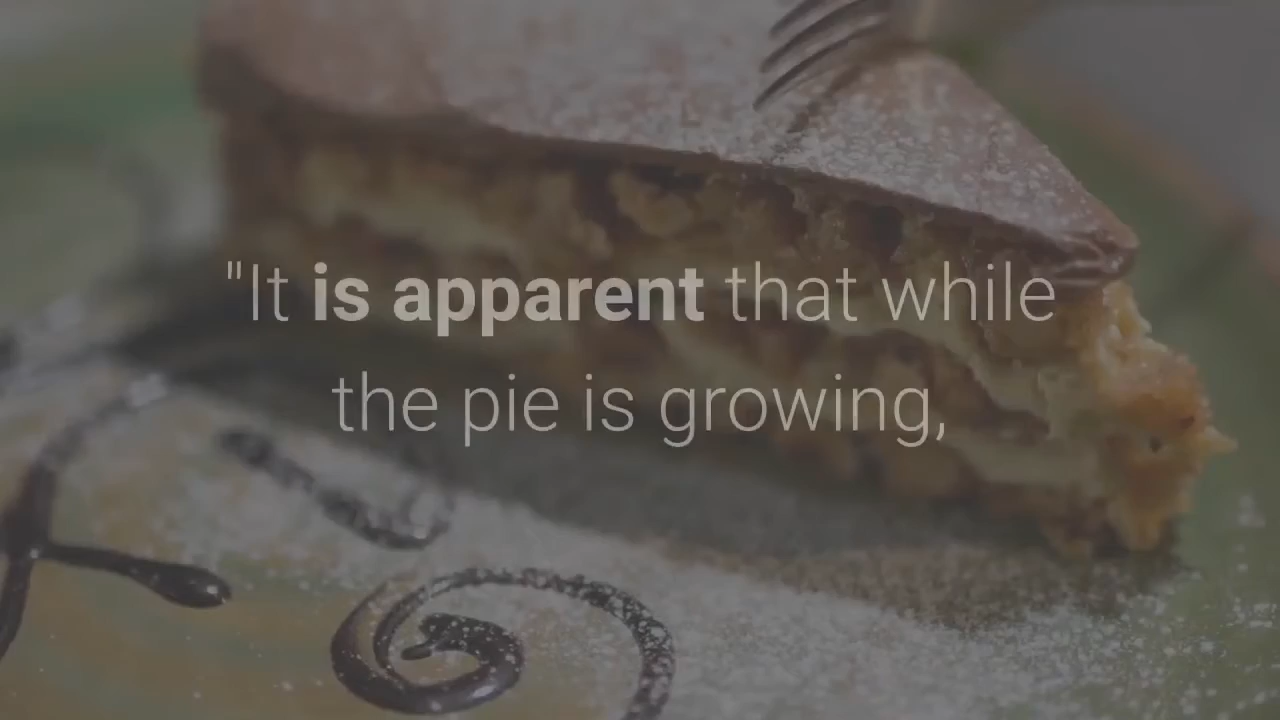 "It is apparent that while
the pie is growing,